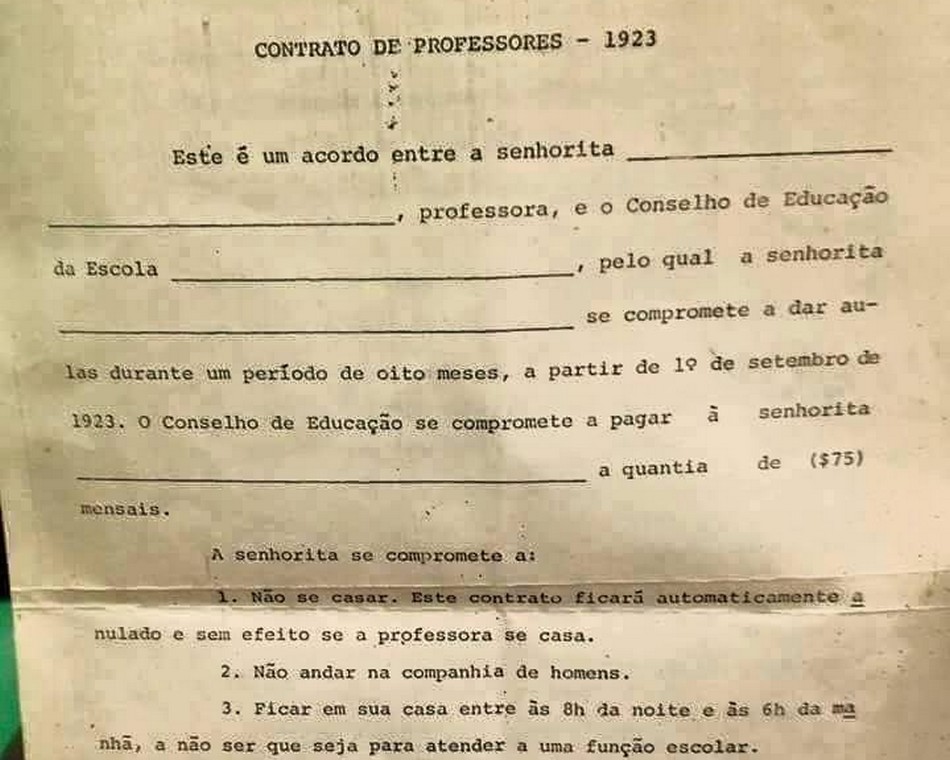 CONTRATO DE PROFESSORES - 1923
Este é um acordo entre a senhorita ____________________
____________________, professora, e o Conselho de Educação
da Escola ____________________, pelo qual a senhorita
____________________ se compromete a dar au-
las durante um período de oito meses, a partir de 1º de setembro de
1923. O Conselho de Educação se compromete a pagar à senhorita
____________________ a quantia de ($75)
mensais.
A senhorita se compromete a:
1. Não se casar. Este contrato ficará automaticamente a
nulado e sem efeito se a professora se casa.
2. Não andar na companhia de homens.
3. Ficar em sua casa entre às 8h da noite e às 6h da ma
nhã, a não ser que seja para atender a uma função escolar.